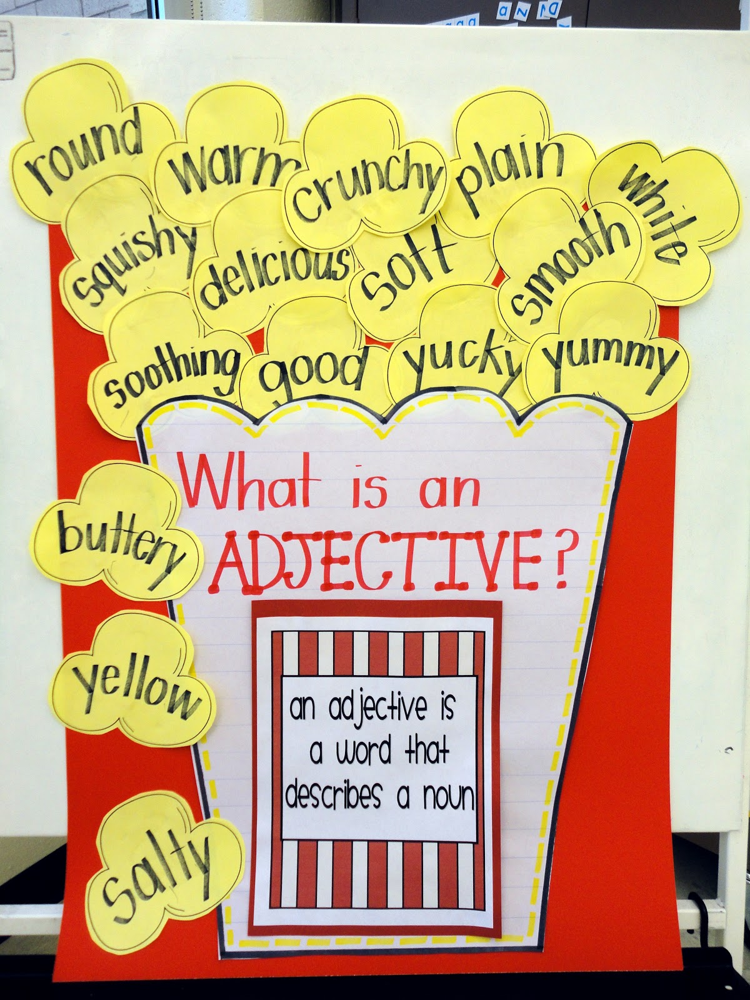 round
warm
crunchy
plain
white
squishy
delicious
soft
smooth
soothing
good
yucky
yummy
What is an
ADJECTIVE?
buttery
yellow
salty
an adjective is
a word that
describes a noun